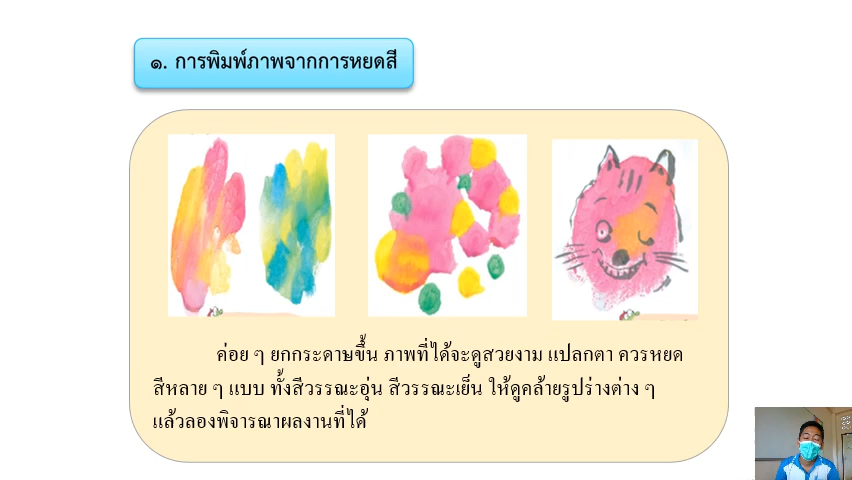 ๑. การพิมพ์ภาพจากการหยดสี
ค่อย ๆ ยกกระดาษขึ้น ภาพที่ได้จะดูสวยงาม แปลกตา ควรหยด
สีหลาย ๆ แบบ ทั้งสีวรรณะอุ่น สีวรรณะเย็น ให้ดูคล้ายรูปร่างต่าง ๆ
แล้วลองพิจารณาผลงานที่ได้